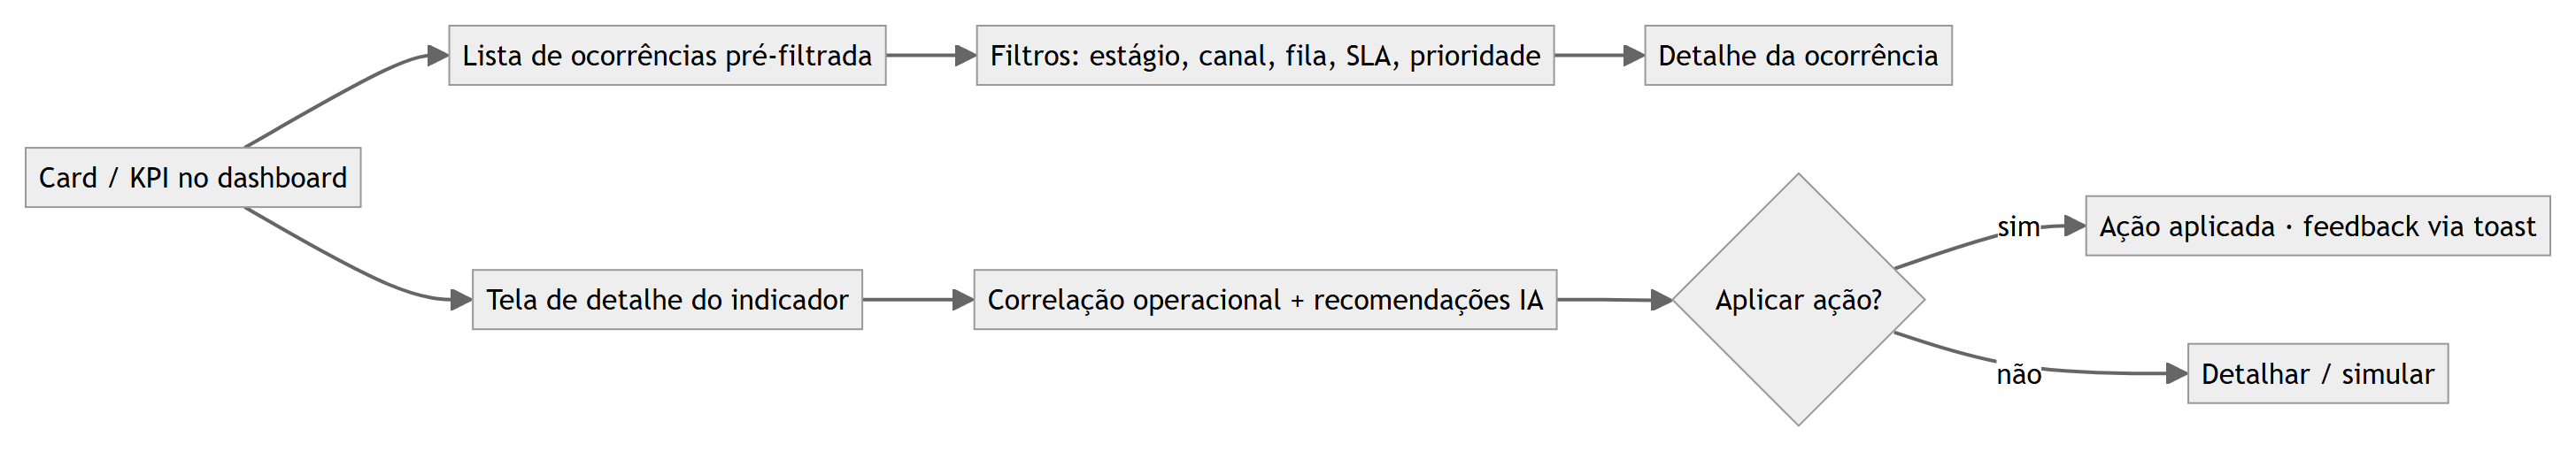 Card / KPI no dashboard
Lista de ocorrências pré-filtrada
Filtros: estágio, canal, fila, SLA, prioridade
Detalhe da ocorrência
Tela de detalhe do indicador
Correlação operacional + recomendações IA
Aplicar ação?
sim
Ação aplicada · feedback via toast
não
Detalhar / simular